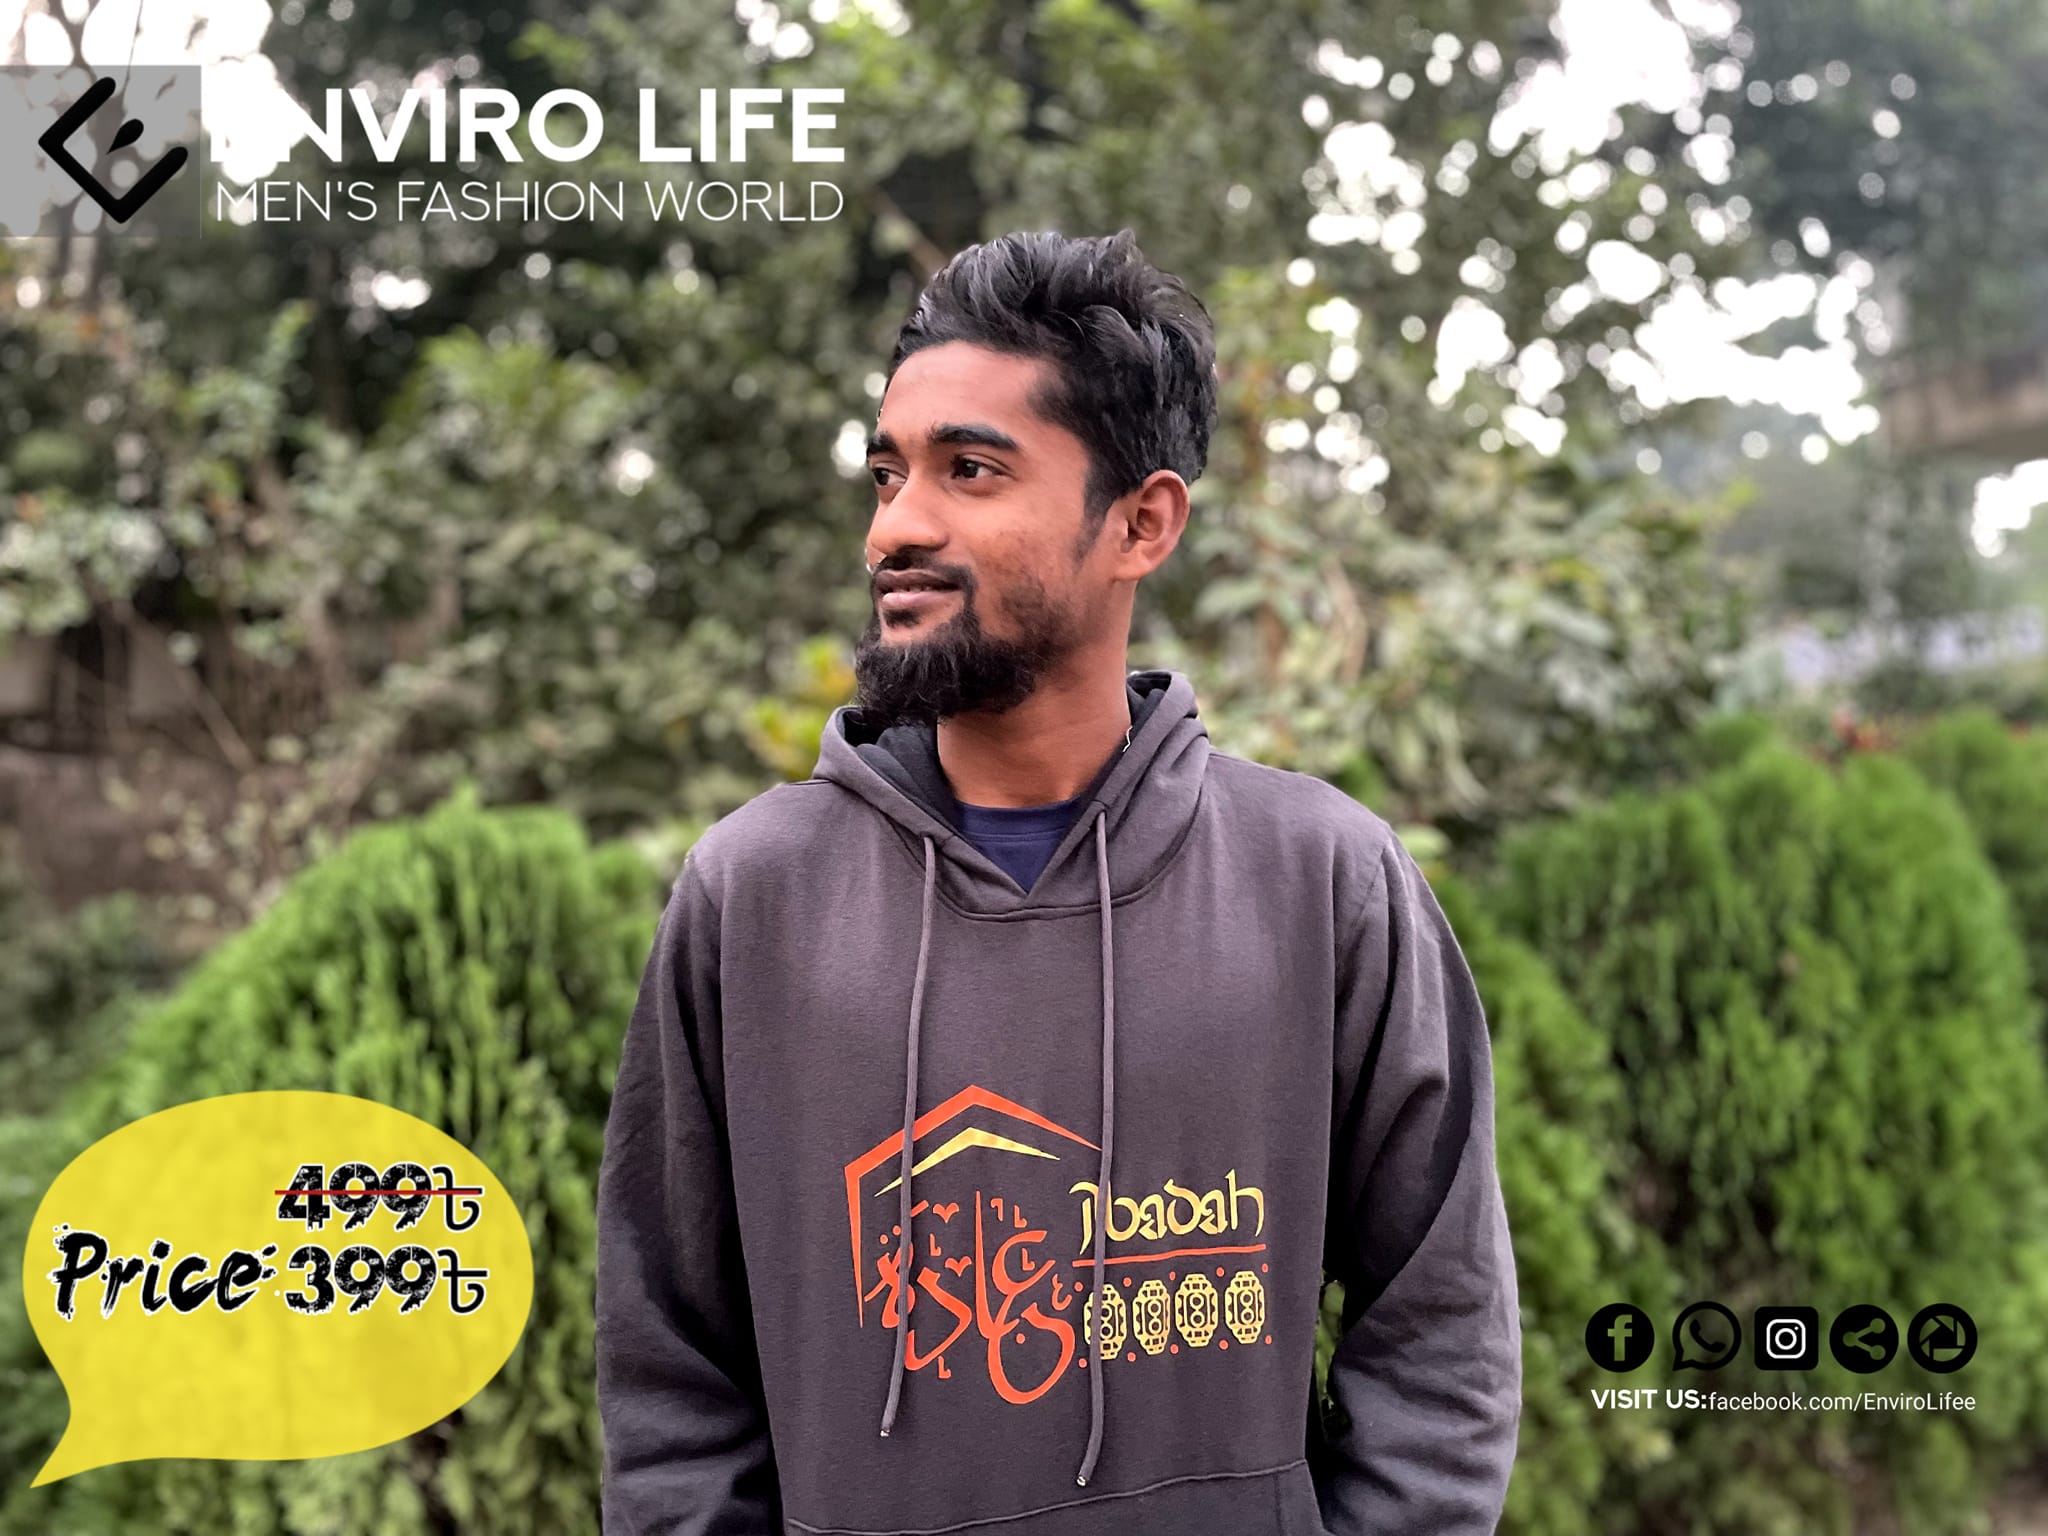 ENVIRO LIFE
MEN'S FASHION WORLD
499৳
Price: 399৳
Ibadah
VISIT US:facebook.com/EnviroLifee